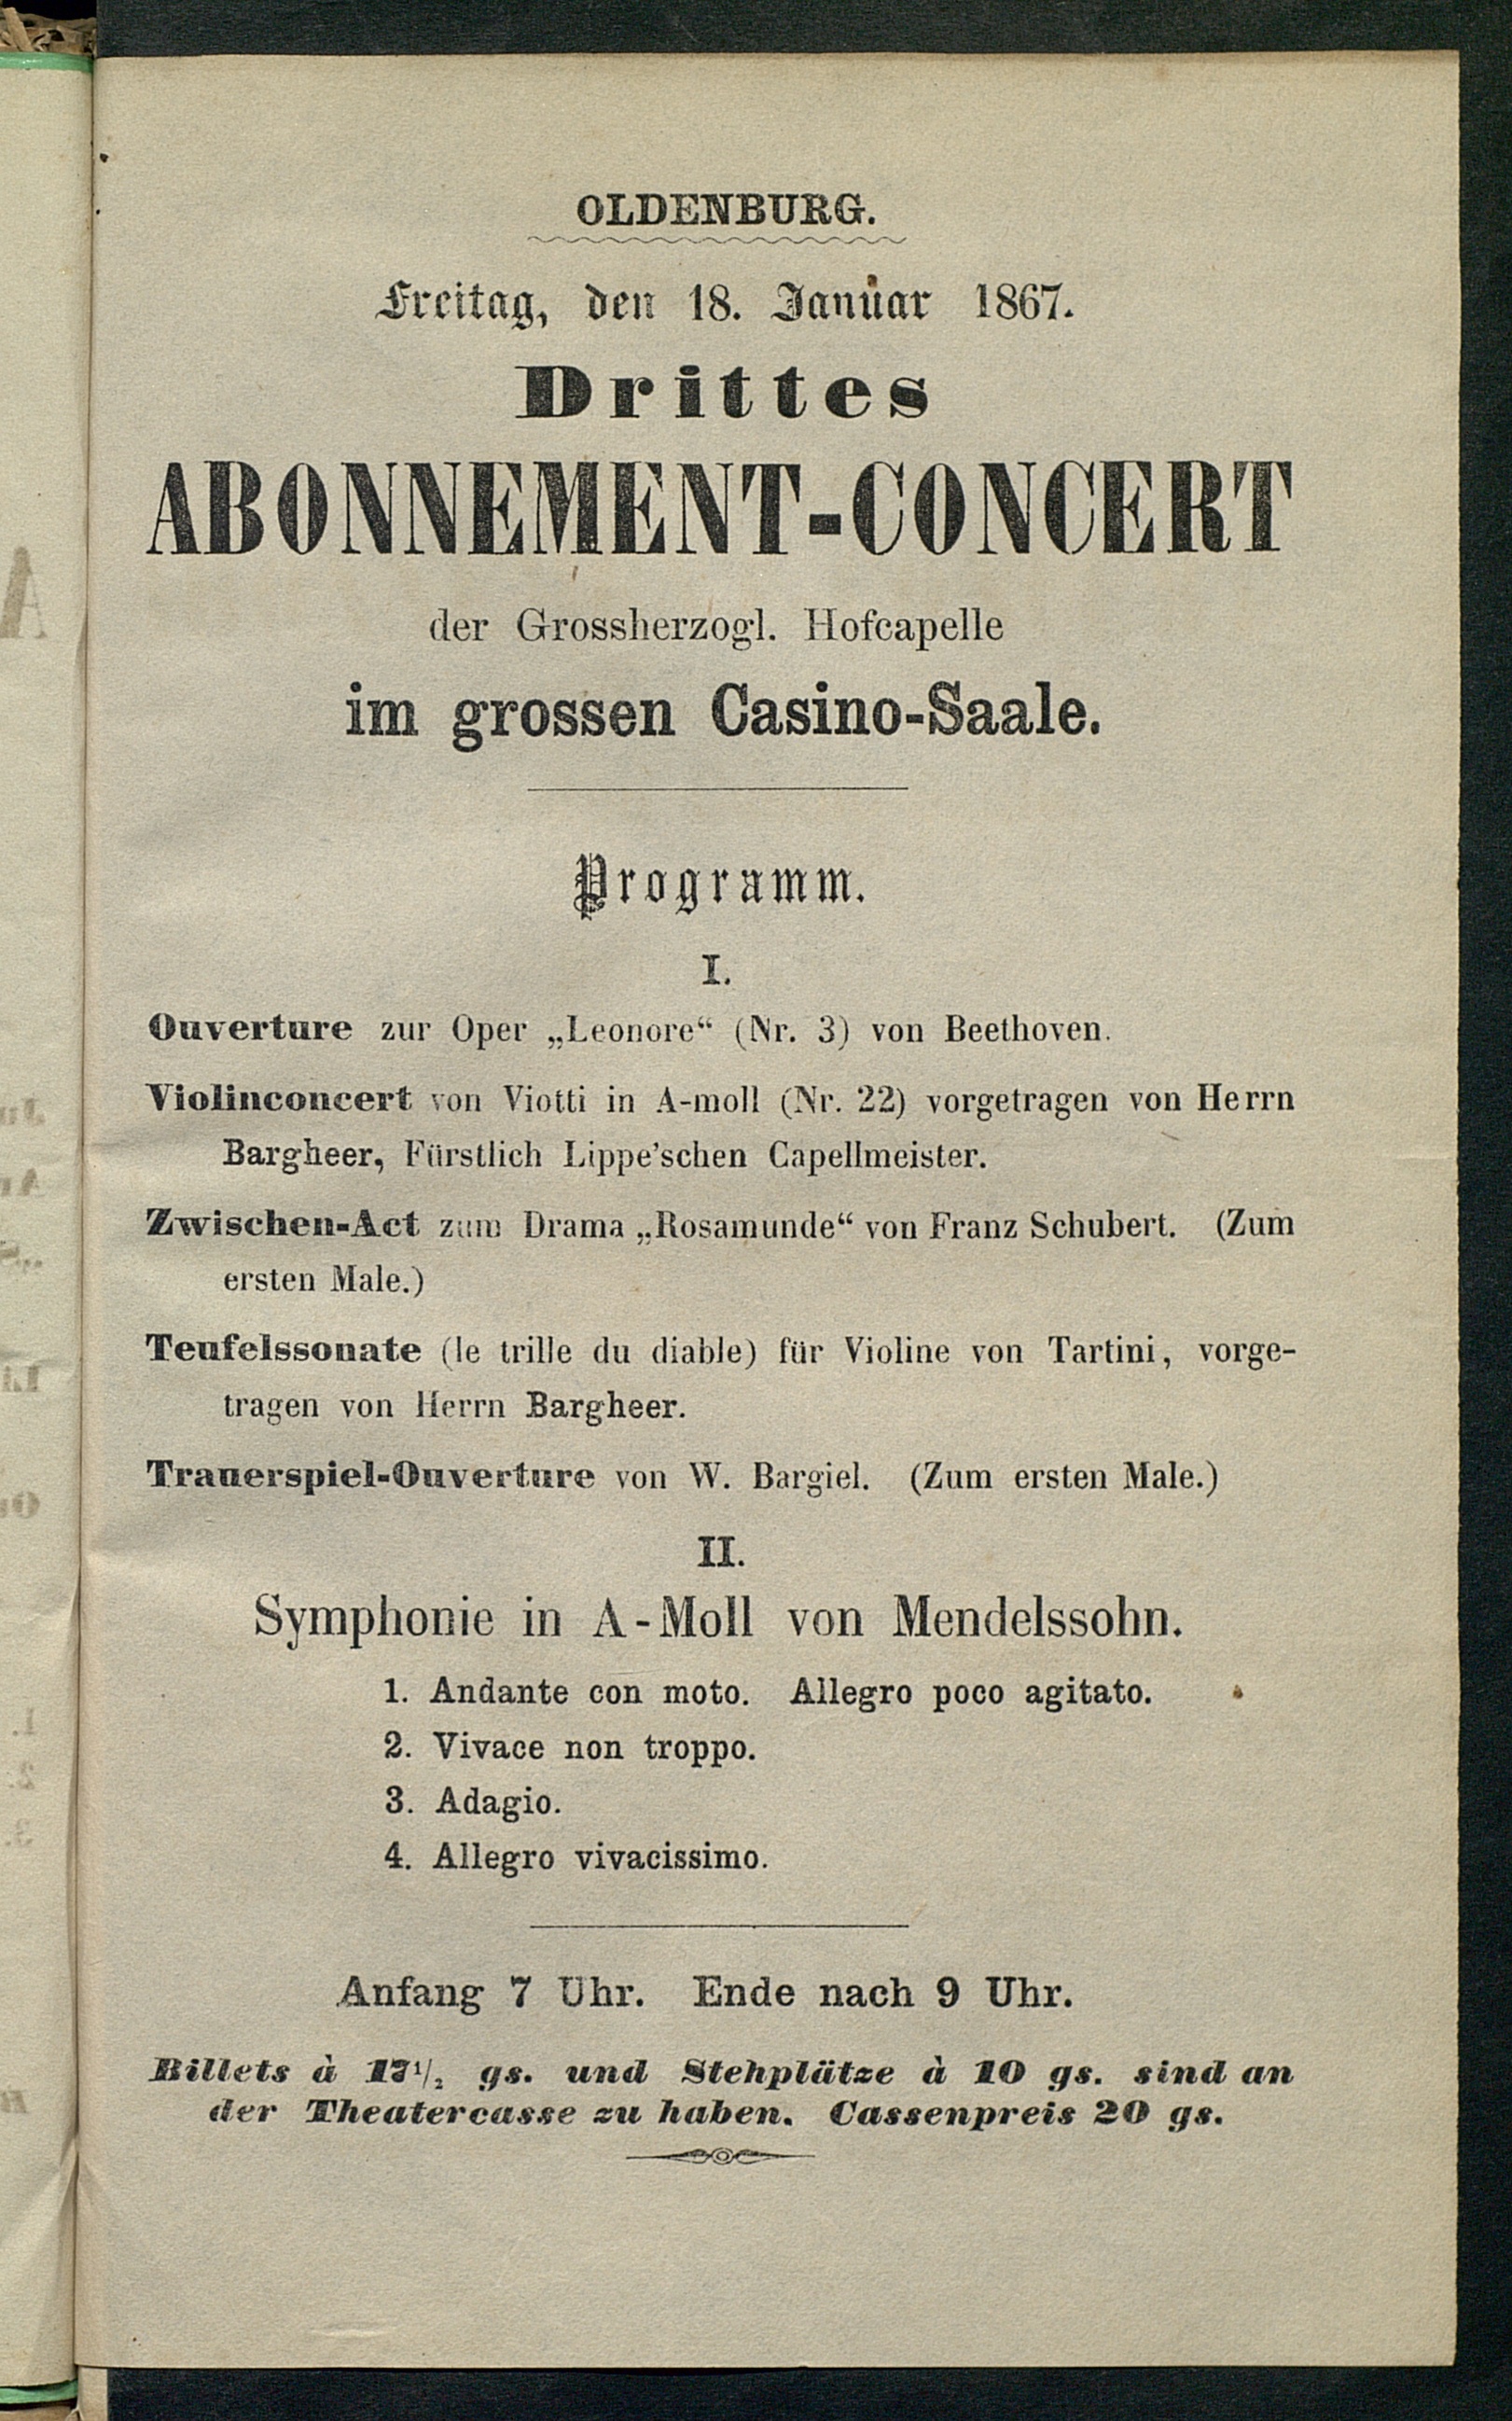 OLDENBURG.
Freitag, den 18. Januar 1867.
Drittes
ABONNEMENT-CONCERT
der Grossherzogl. Hofcapelle
im grossen Casino-Saale.
Programm.
I.
Ouverture zur Oper „Leonore“ (Nr. 3) von Beethoven.
Violinconcert von Viotti in A-moll (Nr. 22) vorgetragen von Herrn
Bargheer, Fürstlich Lippe’schen Capellmeister.
Zwischen-Act zum Drama „Rosamunde“ von Franz Schubert. (Zum
ersten Male.)
Teufelssonate (le trille du diable) für Violine von Tartini, vorge-
tragen von Herrn Bargheer.
Trauerspiel-Ouverture von W. Bargiel. (Zum ersten Male.)
II.
Symphonie in A-Moll von Mendelssohn.
1. Andante con moto. Allegro poco agitato.
2. Vivace non troppo.
3. Adagio.
4. Allegro vivacissimo.
Anfang 7 Uhr. Ende nach 9 Uhr.
Billets à 17½ gs. und Stehplätze à 10 gs. sind an
der Theatercasse zu haben. Cassenpreis 20 gs.